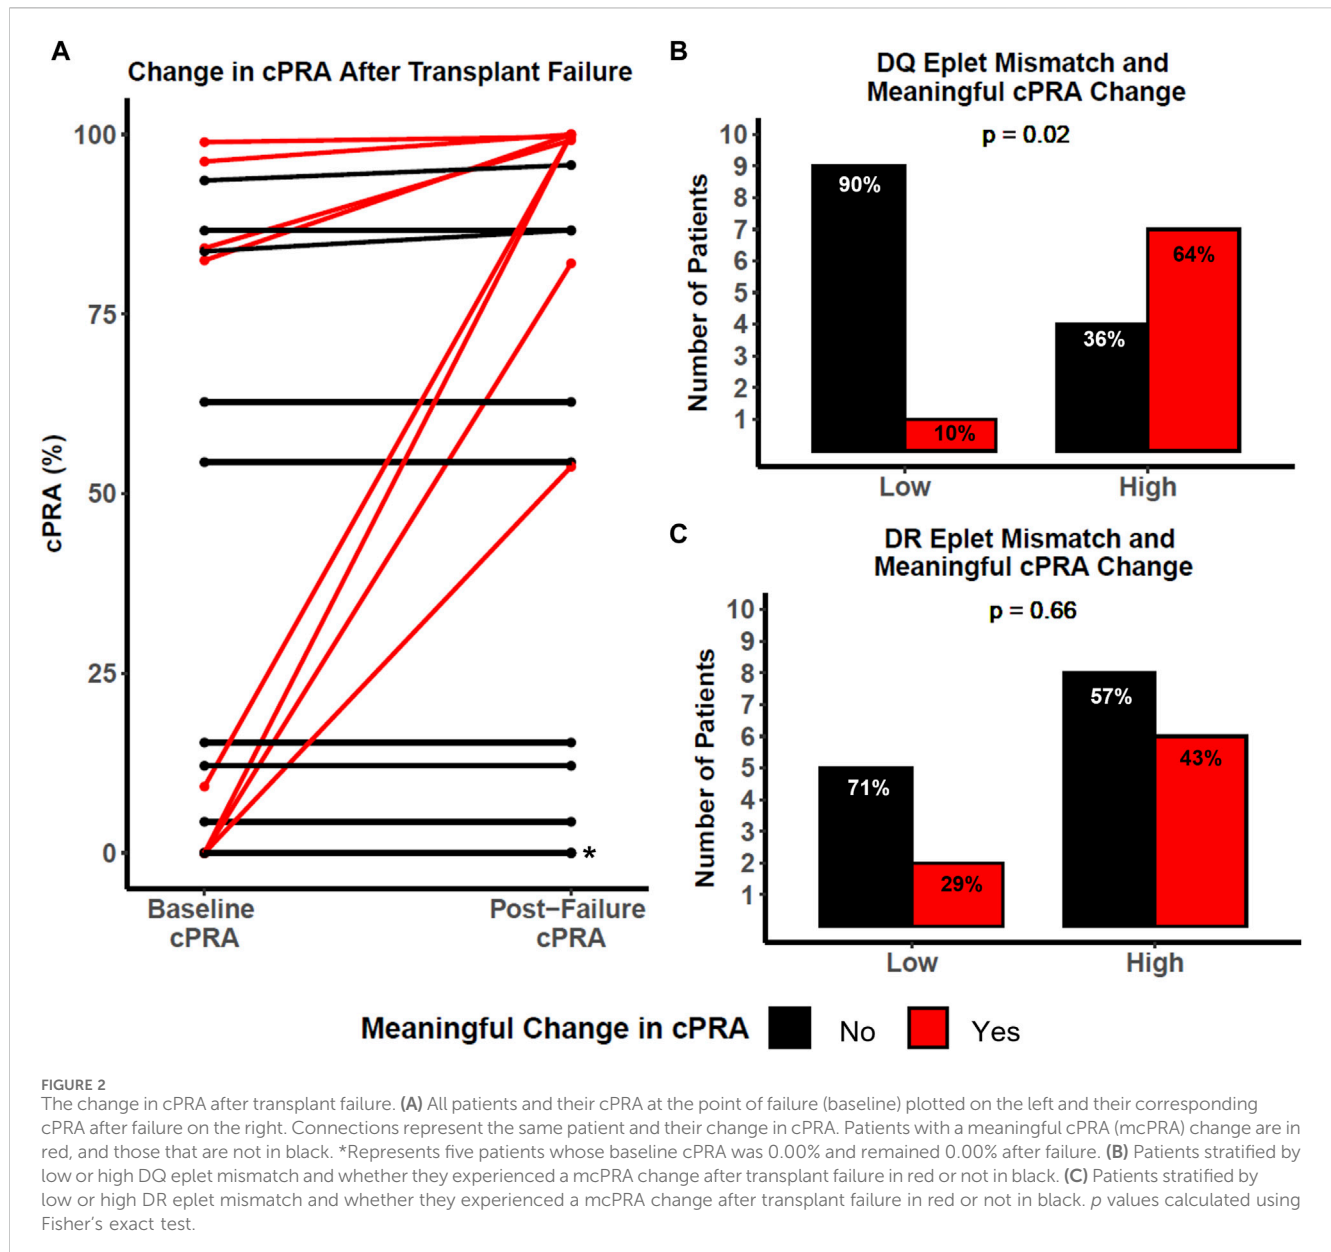 A
Change in cPRA After Transplant Failure
cPRA (%)
100
75
50
25
0
*
Baseline
cPRA
Post−Failure
cPRA
B
DQ Eplet Mismatch and
Meaningful cPRA Change
p = 0.02
Number of Patients
10
9
8
7
6
5
4
3
2
1
90%
10%
36%
64%
Low
High
C
DR Eplet Mismatch and
Meaningful cPRA Change
p = 0.66
Number of Patients
10
9
8
7
6
5
4
3
2
1
71%
29%
57%
43%
Low
High
Meaningful Change in cPRA No Yes
FIGURE 2
The change in cPRA after transplant failure. (A) All patients and their cPRA at the point of failure (baseline) plotted on the left and their corresponding
cPRA after failure on the right. Connections represent the same patient and their change in cPRA. Patients with a meaningful cPRA (mcPRA) change are in
red, and those that are not in black. *Represents five patients whose baseline cPRA was 0.00% and remained 0.00% after failure. (B) Patients stratified by
low or high DQ eplet mismatch and whether they experienced a mcPRA change after transplant failure in red or not in black. (C) Patients stratified by
low or high DR eplet mismatch and whether they experienced a mcPRA change after transplant failure in red or not in black. p values calculated using
Fisher's exact test.